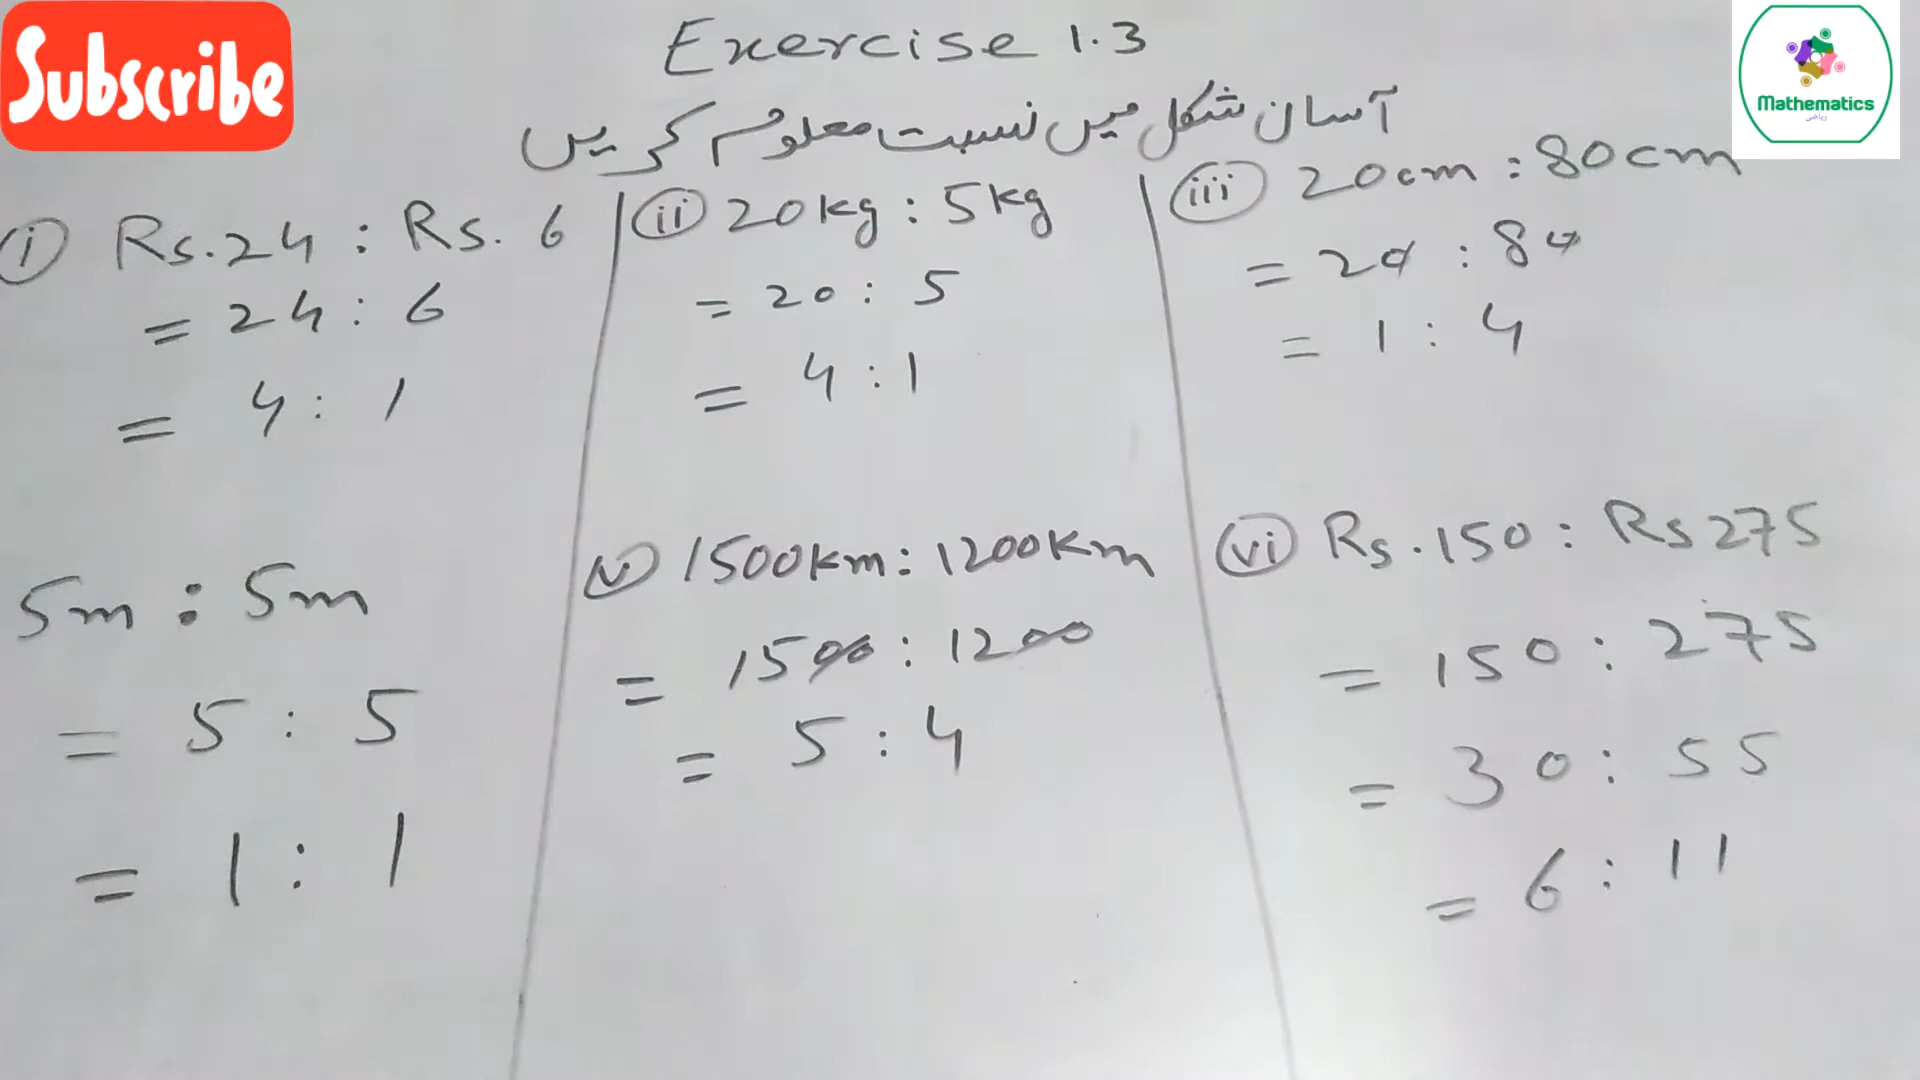 Subscribe
Exercise 1.3
Mathematics
ریاضی
آسان شکل میں نسبت معلوم کریں
i Rs.24 : Rs. 6
= 24 : 6
= 4 : 1
ii 20kg : 5kg
= 20 : 5
= 4 : 1
iii 20cm : 80cm
= 20 : 80
= 1 : 4
5m : 5m
= 5 : 5
= 1 : 1
v 1500km : 1200km
= 1500 : 1200
= 5 : 4
vi Rs.150 : Rs 275
= 150 : 275
= 30 : 55
= 6 : 11